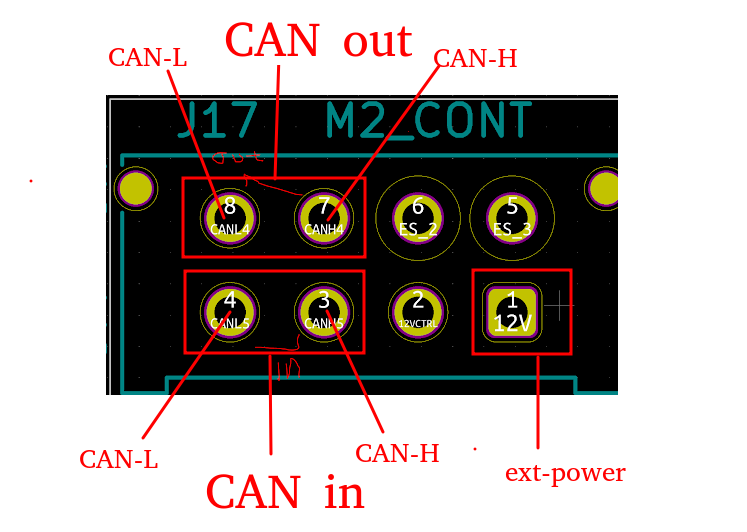 CAN out
CAN-L
CAN-H
J17 M2_CONT
out
8 7 6 5
CANL4 CANH4 ES_2 ES_3
4 3 2 1
CANL5 CANH5 12VCTRL 12V
IN
CAN-L
CAN-H
ext-power
CAN in